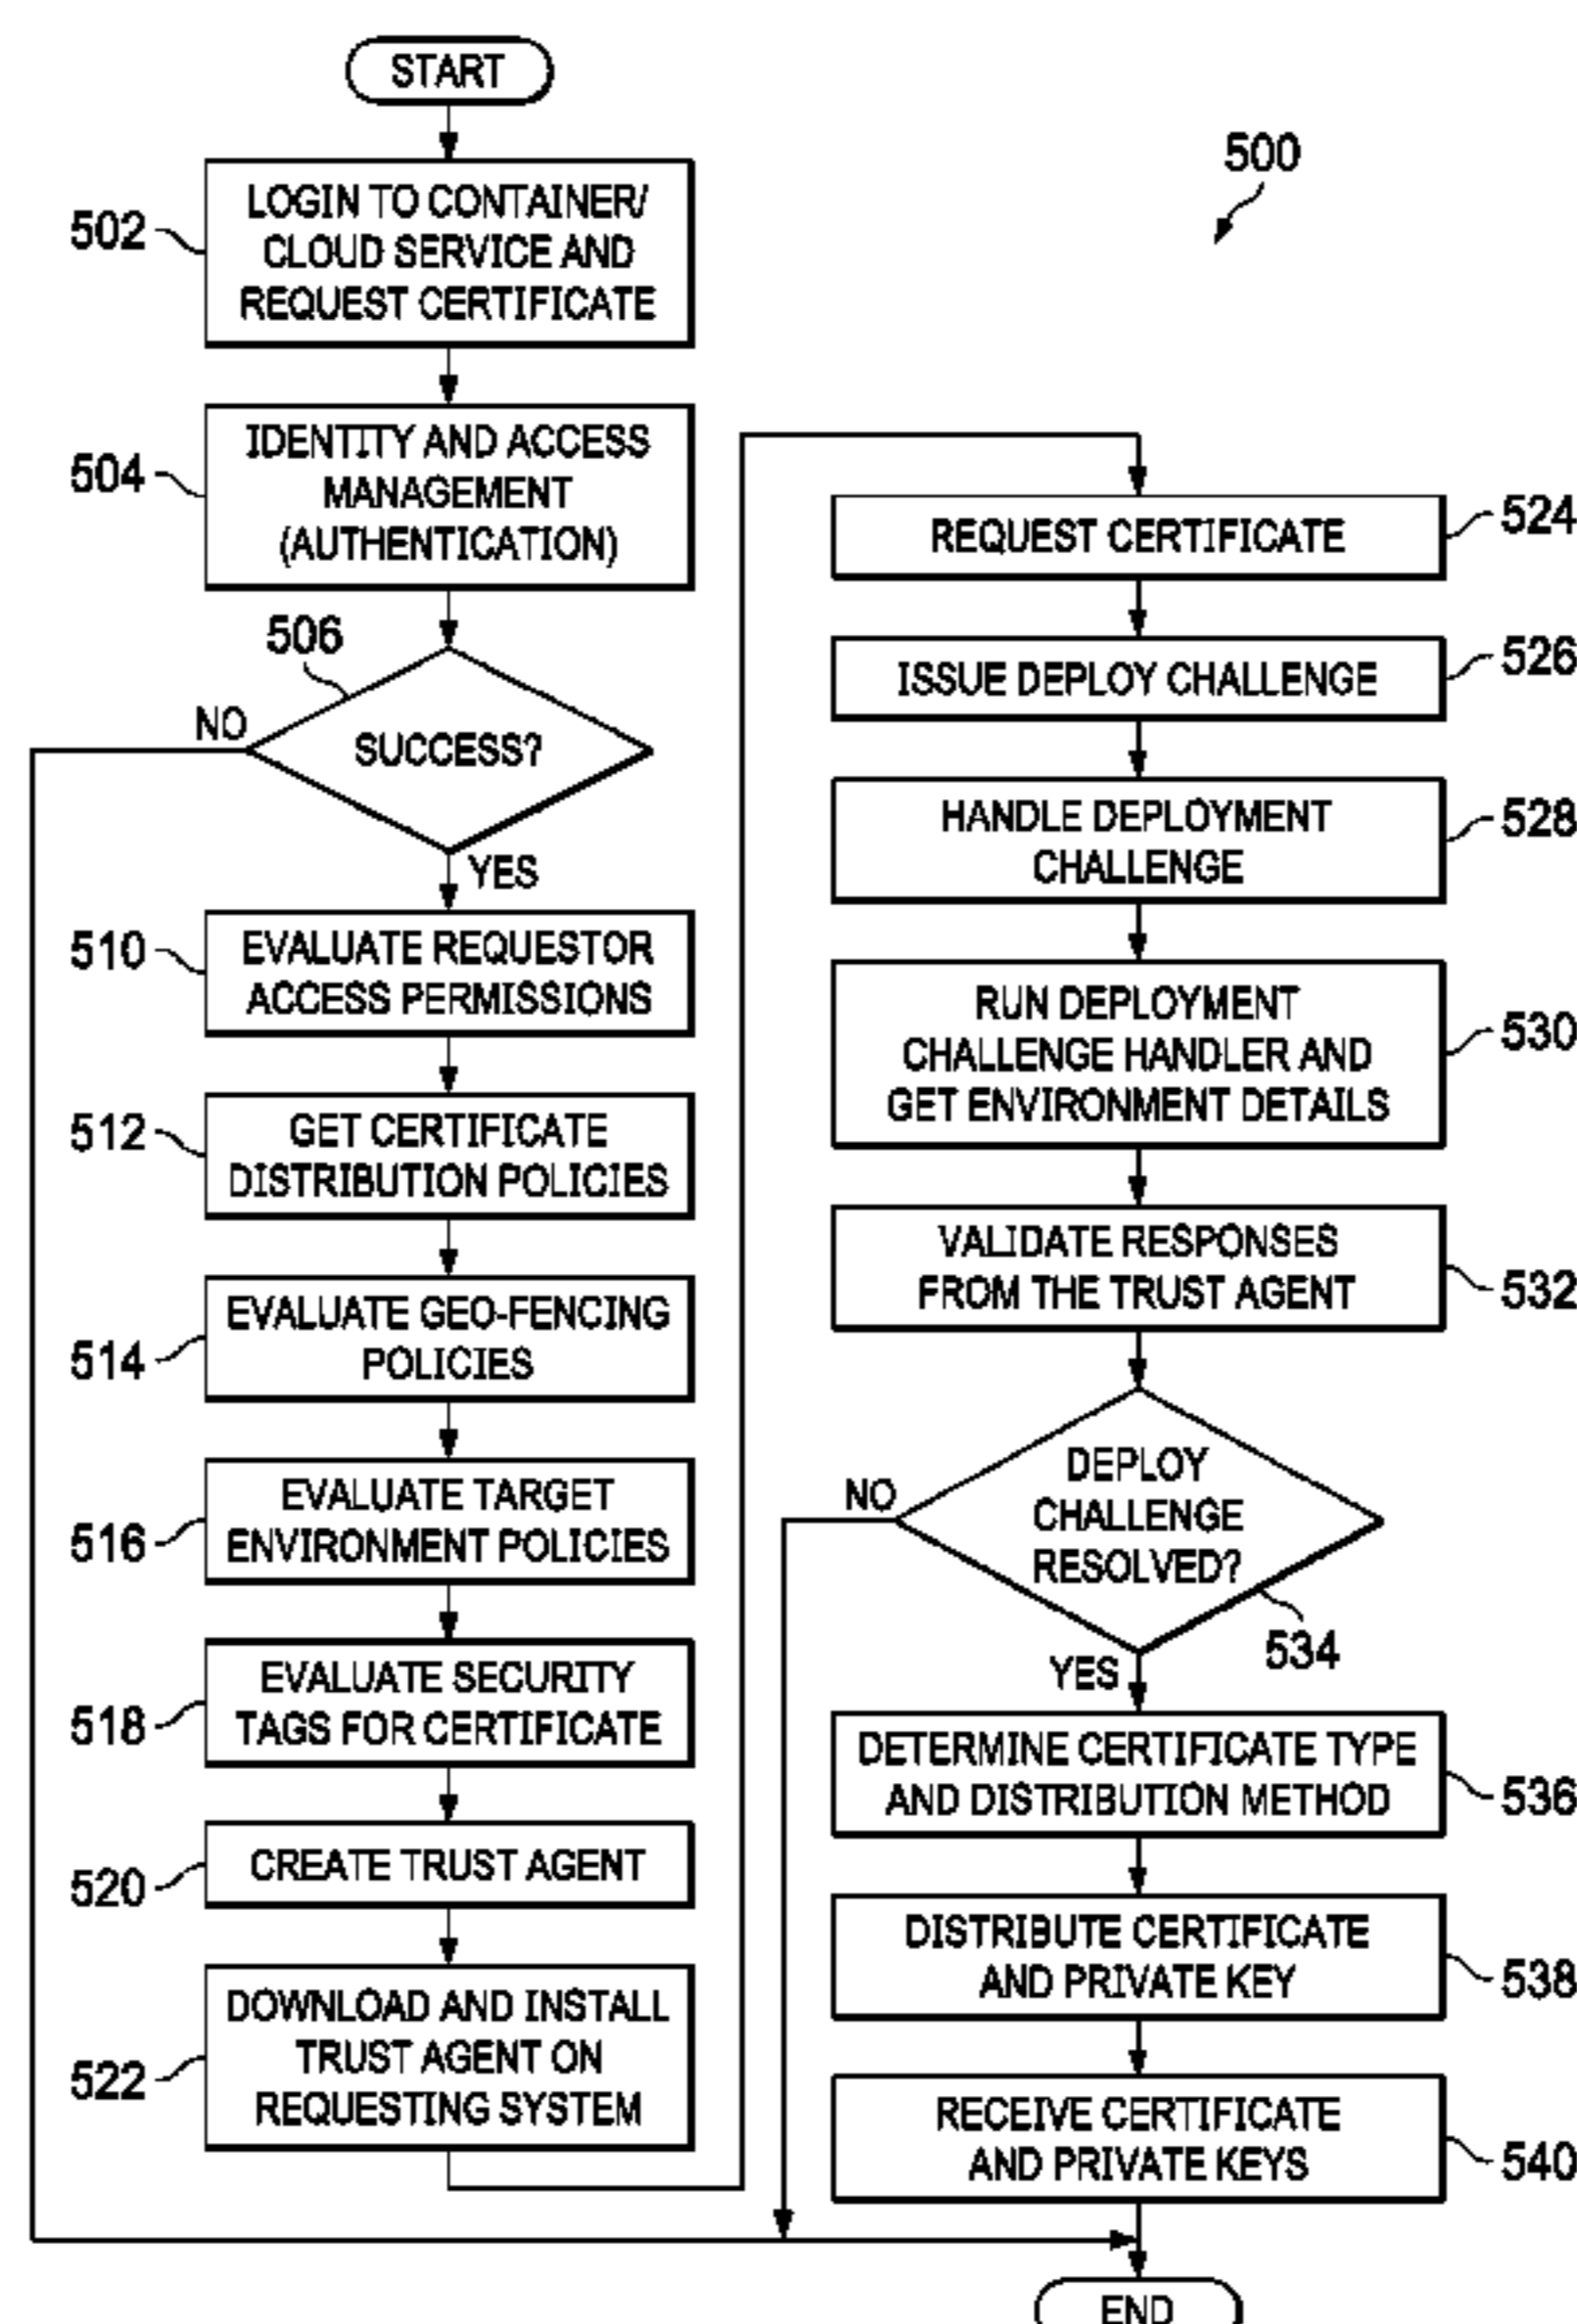 START
500
502
LOGIN TO CONTAINER/
CLOUD SERVICE AND
REQUEST CERTIFICATE
504
IDENTITY AND ACCESS
MANAGEMENT
(AUTHENTICATION)
506
NO
SUCCESS?
YES
510
EVALUATE REQUESTOR
ACCESS PERMISSIONS
512
GET CERTIFICATE
DISTRIBUTION POLICIES
514
EVALUATE GEO-FENCING
POLICIES
516
EVALUATE TARGET
ENVIRONMENT POLICIES
518
EVALUATE SECURITY
TAGS FOR CERTIFICATE
520
CREATE TRUST AGENT
522
DOWNLOAD AND INSTALL
TRUST AGENT ON
REQUESTING SYSTEM
REQUEST CERTIFICATE
524
ISSUE DEPLOY CHALLENGE
526
HANDLE DEPLOYMENT
CHALLENGE
528
RUN DEPLOYMENT
CHALLENGE HANDLER AND
GET ENVIRONMENT DETAILS
530
VALIDATE RESPONSES
FROM THE TRUST AGENT
532
NO
DEPLOY
CHALLENGE
RESOLVED?
534
YES
DETERMINE CERTIFICATE TYPE
AND DISTRIBUTION METHOD
536
DISTRIBUTE CERTIFICATE
AND PRIVATE KEY
538
RECEIVE CERTIFICATE
AND PRIVATE KEYS
540
END